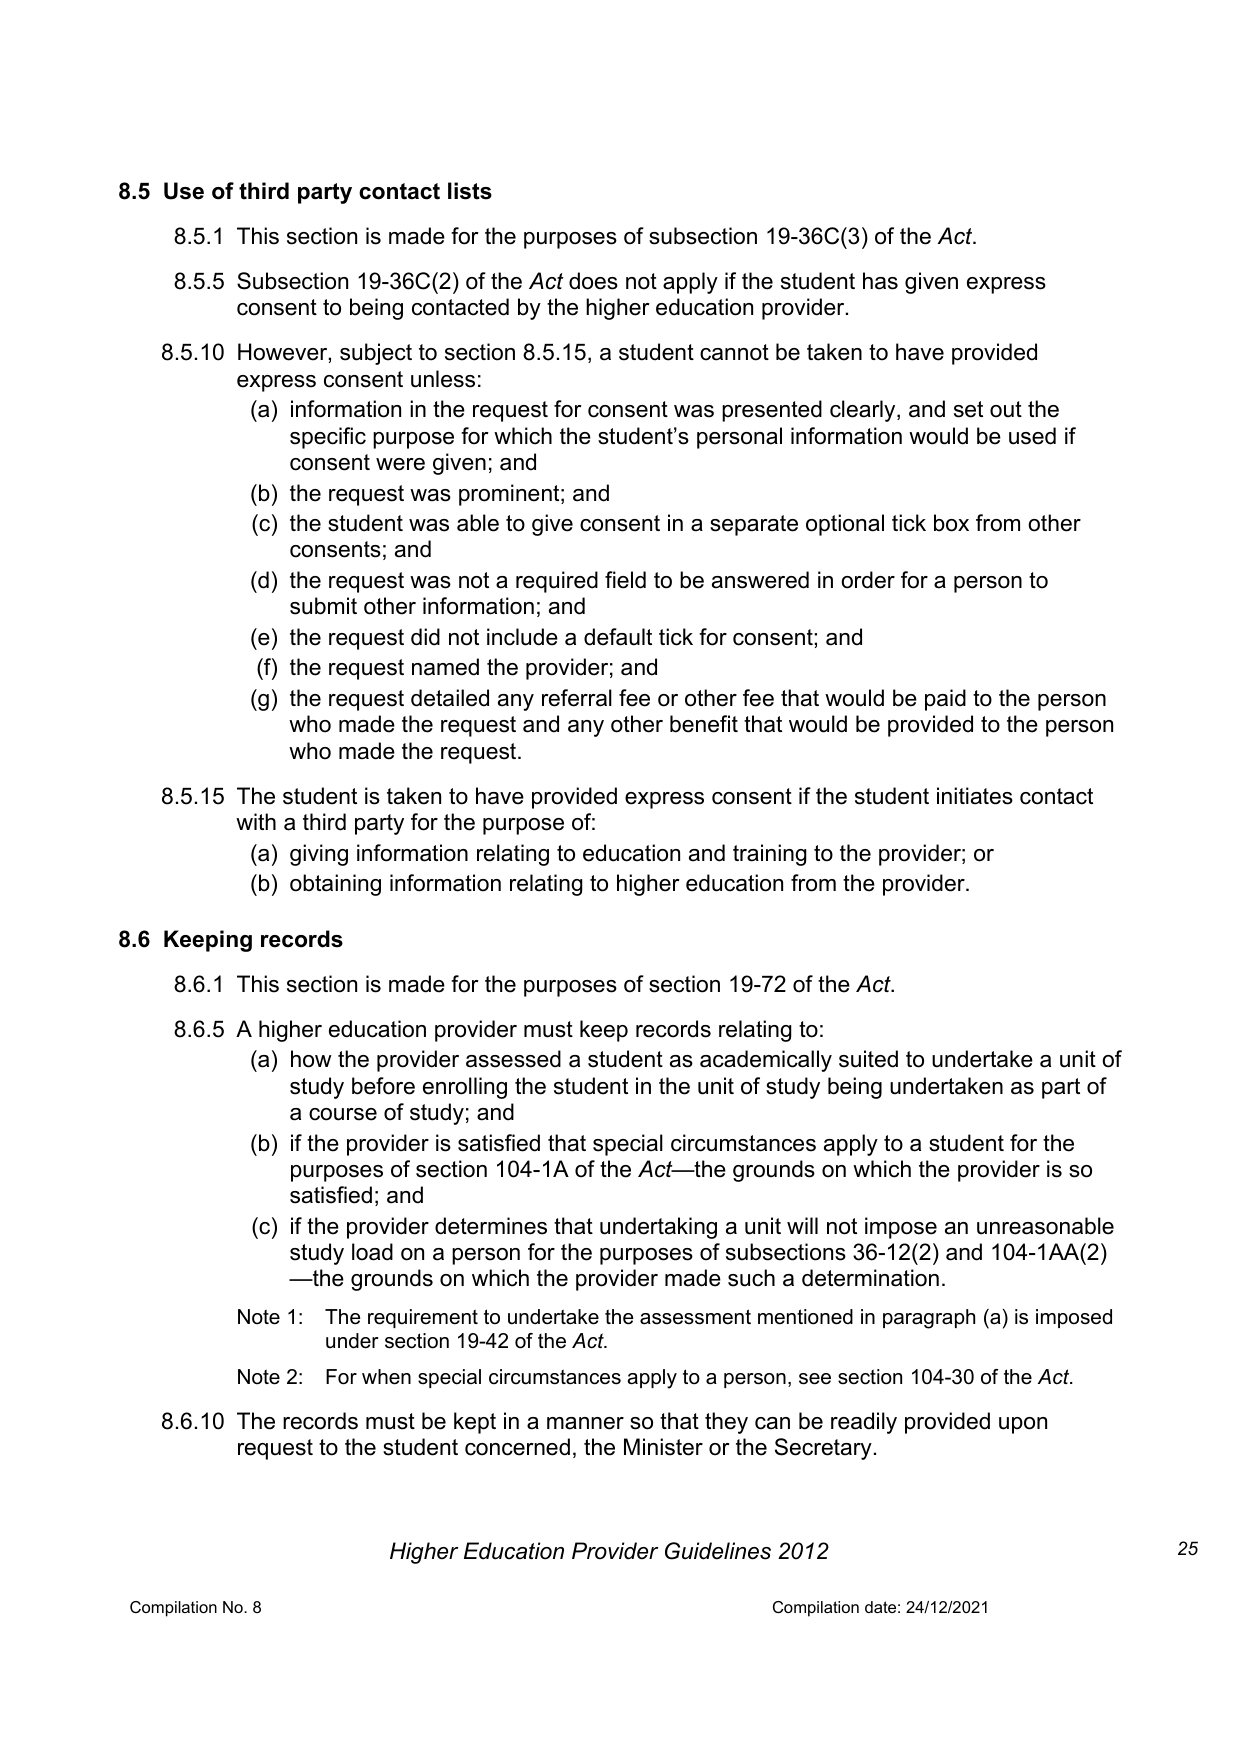 8.5 Use of third party contact lists
8.5.1 This section is made for the purposes of subsection 19-36C(3) of the Act.
8.5.5 Subsection 19-36C(2) of the Act does not apply if the student has given express
consent to being contacted by the higher education provider.
8.5.10 However, subject to section 8.5.15, a student cannot be taken to have provided
express consent unless:
(a) information in the request for consent was presented clearly, and set out the
specific purpose for which the student’s personal information would be used if
consent were given; and
(b) the request was prominent; and
(c) the student was able to give consent in a separate optional tick box from other
consents; and
(d) the request was not a required field to be answered in order for a person to
submit other information; and
(e) the request did not include a default tick for consent; and
(f) the request named the provider; and
(g) the request detailed any referral fee or other fee that would be paid to the person
who made the request and any other benefit that would be provided to the person
who made the request.
8.5.15 The student is taken to have provided express consent if the student initiates contact
with a third party for the purpose of:
(a) giving information relating to education and training to the provider; or
(b) obtaining information relating to higher education from the provider.
8.6 Keeping records
8.6.1 This section is made for the purposes of section 19-72 of the Act.
8.6.5 A higher education provider must keep records relating to:
(a) how the provider assessed a student as academically suited to undertake a unit of
study before enrolling the student in the unit of study being undertaken as part of
a course of study; and
(b) if the provider is satisfied that special circumstances apply to a student for the
purposes of section 104-1A of the Act—the grounds on which the provider is so
satisfied; and
(c) if the provider determines that undertaking a unit will not impose an unreasonable
study load on a person for the purposes of subsections 36-12(2) and 104-1AA(2)
—the grounds on which the provider made such a determination.
Note 1: The requirement to undertake the assessment mentioned in paragraph (a) is imposed
under section 19-42 of the Act.
Note 2: For when special circumstances apply to a person, see section 104-30 of the Act.
8.6.10 The records must be kept in a manner so that they can be readily provided upon
request to the student concerned, the Minister or the Secretary.
Higher Education Provider Guidelines 2012 25
Compilation No. 8 Compilation date: 24/12/2021